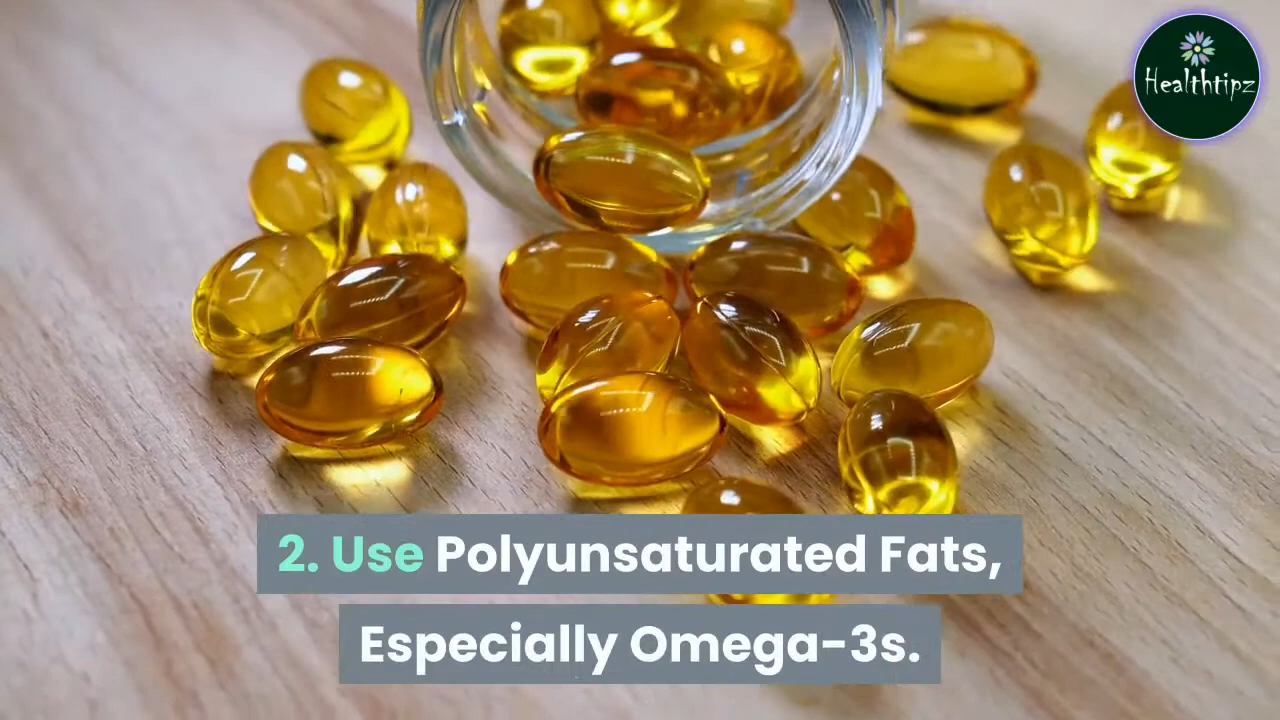 Healthtipz
2. Use Polyunsaturated Fats,
Especially Omega-3s.